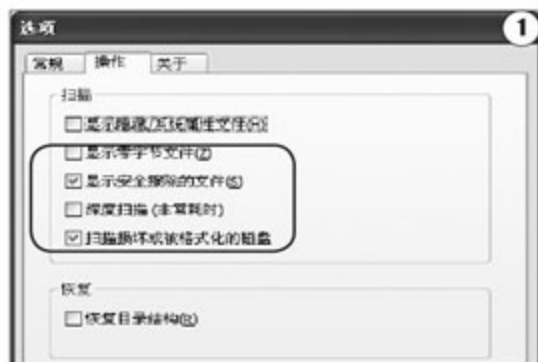 选项
1
常规 操作 关于
扫描
显示隐藏/系统属性文件(H)
显示零字节文件(Z)
显示安全擦除的文件(S)
深度扫描(非常耗时)
扫描损坏或被格式化的磁盘
恢复
恢复目录结构(R)